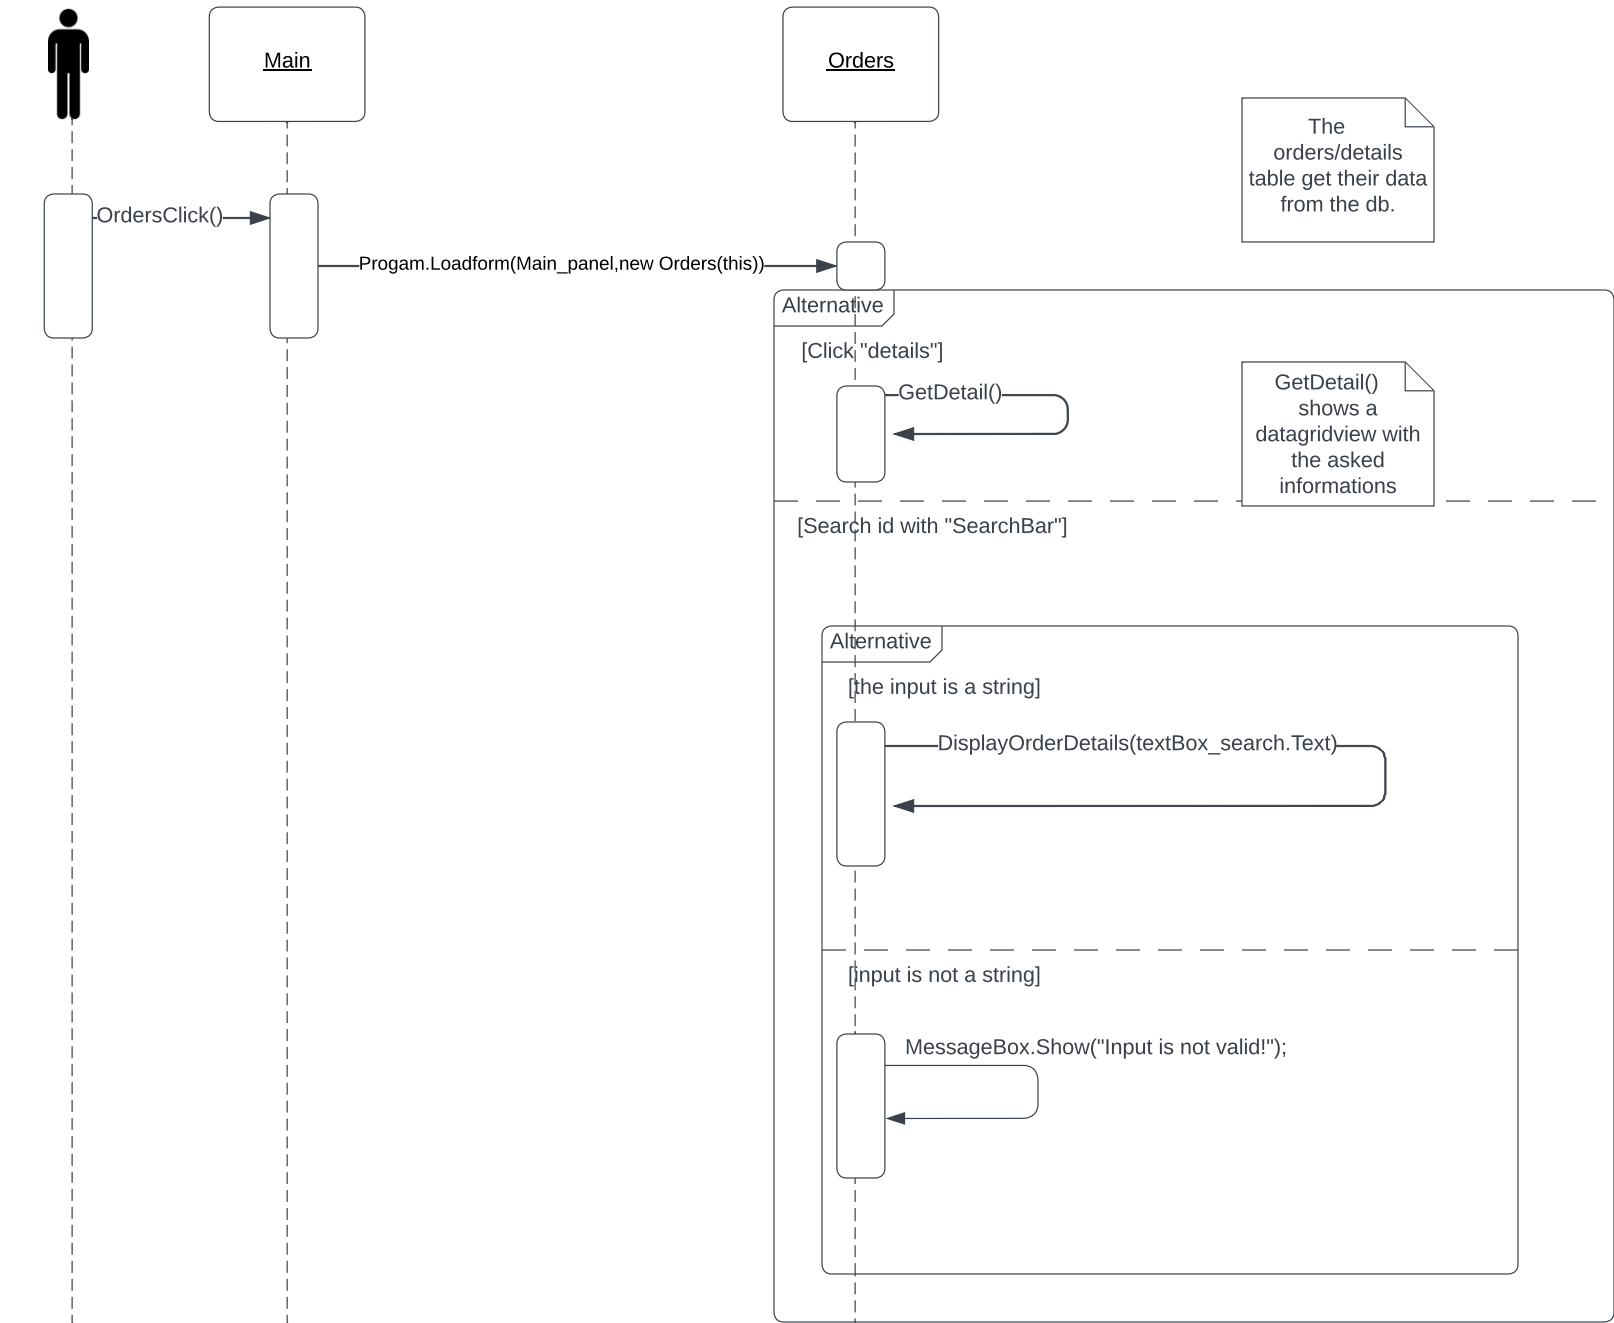 Main
Orders
The
orders/details
table get their data
from the db.
OrdersClick()
Progam.Loadform(Main_panel,new Orders(this))
Alternative
[Click "details"]
GetDetail()
GetDetail()
shows a
datagridview with
the asked
informations
[Search id with "SearchBar"]
Alternative
[the input is a string]
DisplayOrderDetails(textBox_search.Text)
[input is not a string]
MessageBox.Show("Input is not valid!");